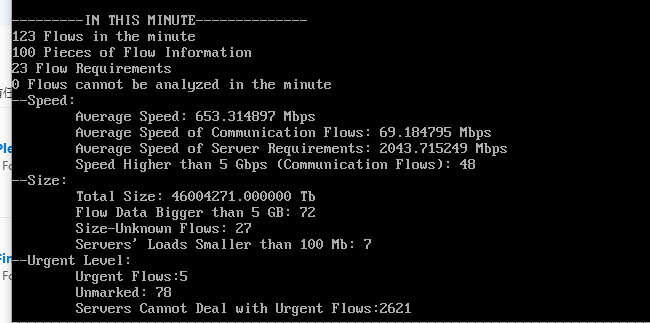 ---------IN THIS MINUTE--------------
123 Flows in the minute
100 Pieces of Flow Information
23 Flow Requirements
0 Flows cannot be analyzed in the minute
--Speed:
Average Speed: 653.314897 Mbps
Average Speed of Communication Flows: 69.184795 Mbps
Average Speed of Server Requirements: 2043.715249 Mbps
Speed Higher than 5 Gbps (Communication Flows): 48
--Size:
Total Size: 46004271.000000 Tb
Flow Data Bigger than 5 GB: 72
Size-Unknown Flows: 27
Servers' Loads Smaller than 100 Mb: 7
--Urgent Level:
Urgent Flows:5
Unmarked: 78
Servers Cannot Deal with Urgent Flows:2621